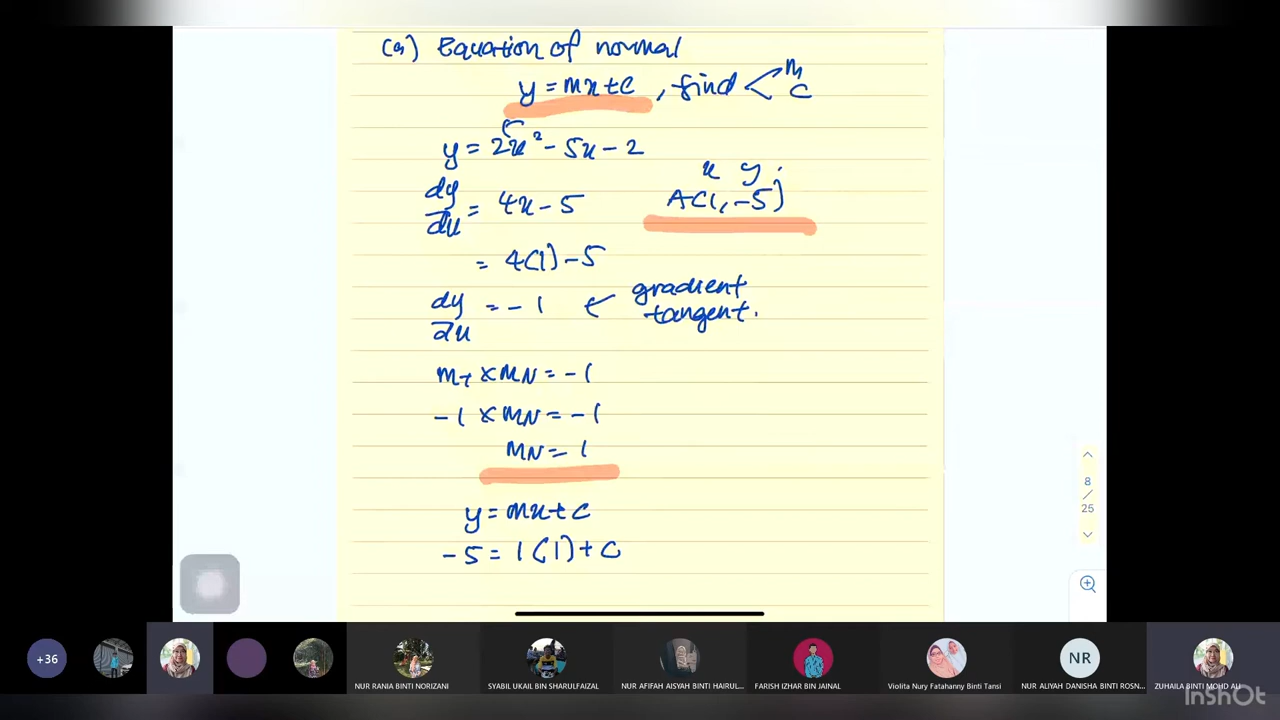 (a) Equation of normal
y = mx + c , find < m c
y = 2x² - 5x - 2
x y
dy/dx = 4x - 5 A(1, -5)
= 4(1) - 5
dy/dx = -1 ← gradient tangent.
mT × mN = -1
-1 × mN = -1
mN = 1
y = mx + c
-5 = 1(1) + c
8
/
25
+36
NUR RANIA BINTI NORIZANI
SYABIL UKAIL BIN SHARULFAIZAL
NUR AFIFAH AISYAH BINTI HAIRUL...
FARISH IZHAR BIN JAINAL
Violita Nury Fatahanny Binti Tansi
NR
NUR ALIYAH DANISHA BINTI ROSN...
ZUHAILA BINTI MOHD ALI
InShOt